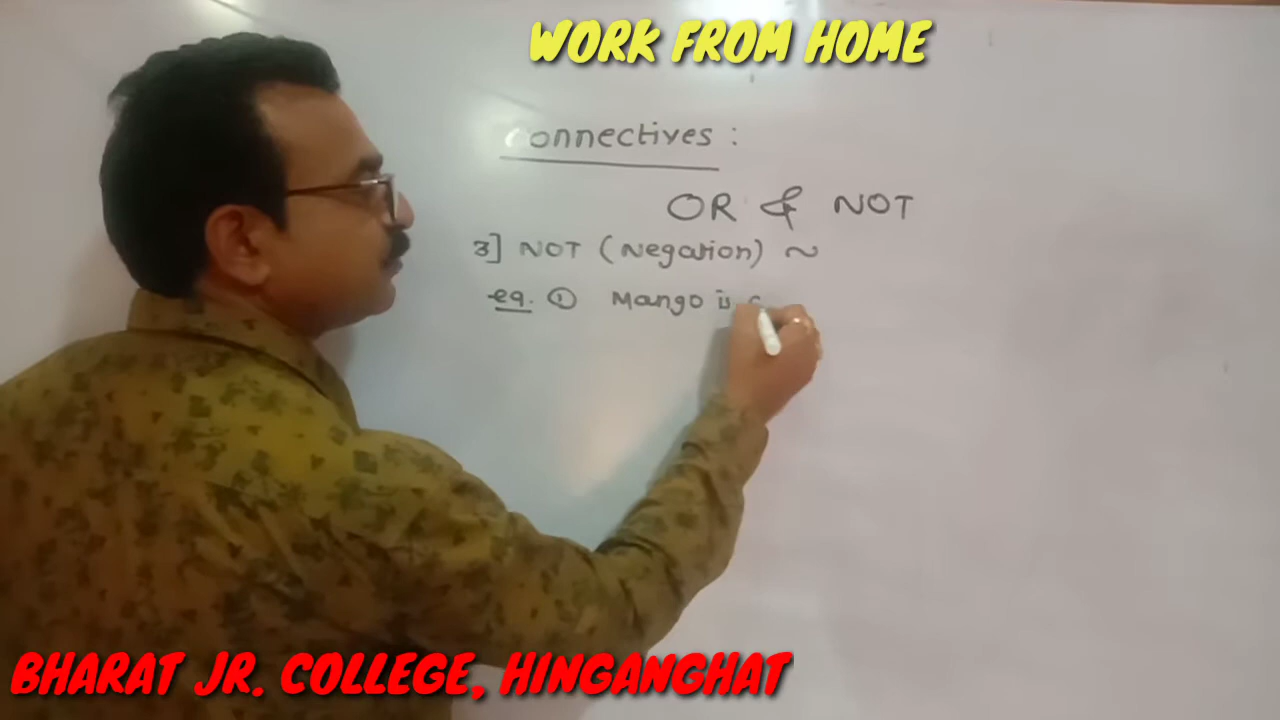 WORK FROM HOME
Connectives :
OR & NOT
3] NOT (Negation) ~
eg. ① Mango is
BHARAT JR. COLLEGE, HINGANGHAT